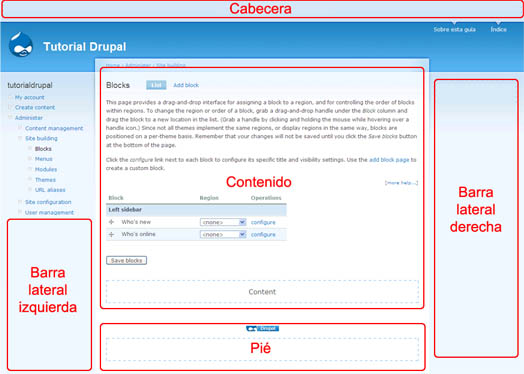 Cabecera
Sobre esta guía
Índice
Tutorial Drupal
Home › Administer › Site building
tutorialdrupal
My account
Create content
Administer
Content management
Site building
Blocks
Menus
Modules
Themes
URL aliases
Site configuration
User management
Barra
lateral
izquierda
Blocks List Add block
This page provides a drag-and-drop interface for assigning a block to a region, and for controlling the order of blocks
within regions. To change the region or order of a block, grab a drag-and-drop handle under the Block column and
drag the block to a new location in the list. (Grab a handle by clicking and holding the mouse while hovering over a
handle icon.) Since not all themes implement the same regions, or display regions in the same way, blocks are
positioned on a per-theme basis. Remember that your changes will not be saved until you click the Save blocks button
at the bottom of the page.
Click the configure link next to each block to configure its specific title and visibility settings. Use the add block page to
create a custom block.
Contenido
[more help...]
Block Region Operations
Left sidebar
Who's new <none> configure
Who's online <none> configure
Save blocks
Content
Drupal
Pié
Barra
lateral
derecha